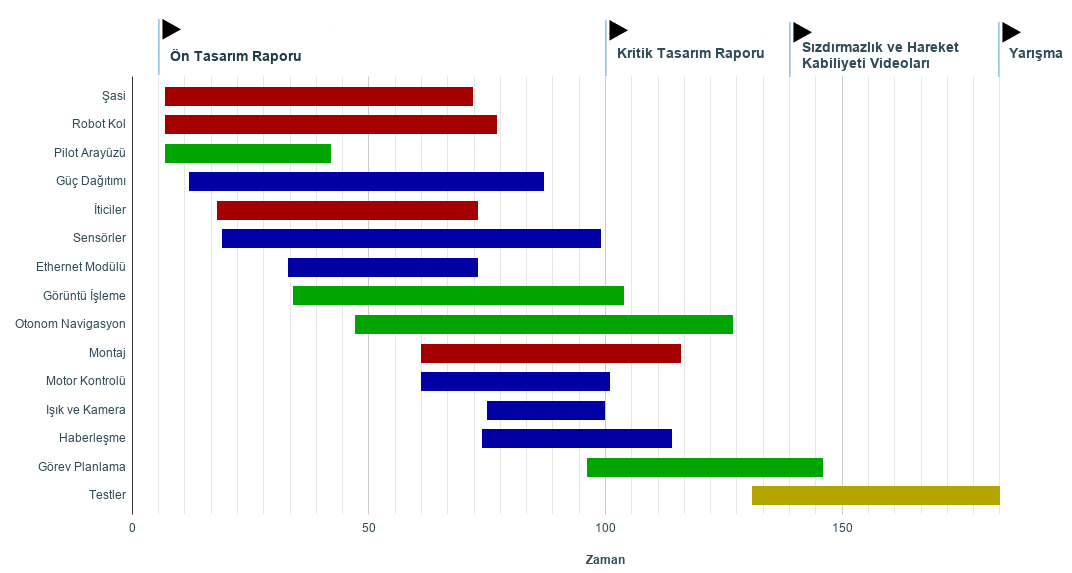 Ön Tasarım Raporu
Kritik Tasarım Raporu
Sızdırmazlık ve Hareket
Kabiliyeti Videoları
Yarışma
Şasi
Robot Kol
Pilot Arayüzü
Güç Dağıtımı
İticiler
Sensörler
Ethernet Modülü
Görüntü İşleme
Otonom Navigasyon
Montaj
Motor Kontrolü
Işık ve Kamera
Haberleşme
Görev Planlama
Testler
0 50 100 150
Zaman